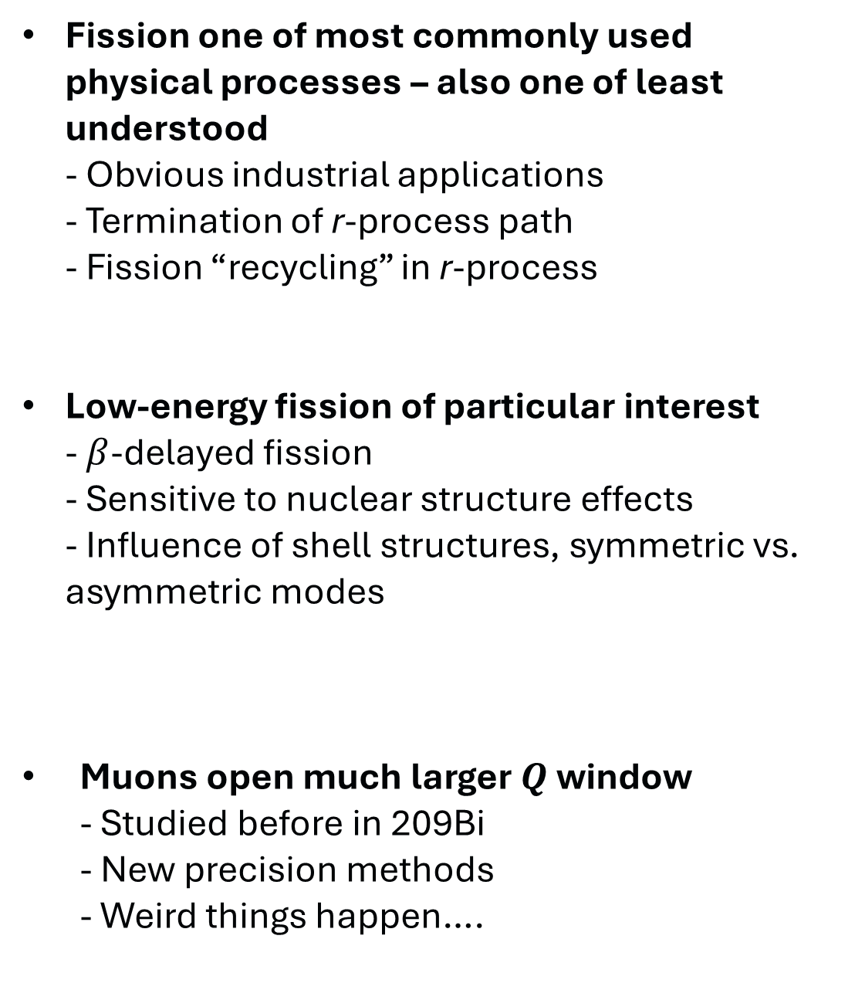 • Fission one of most commonly used
physical processes – also one of least
understood
- Obvious industrial applications
- Termination of r-process path
- Fission “recycling” in r-process
• Low-energy fission of particular interest
- β-delayed fission
- Sensitive to nuclear structure effects
- Influence of shell structures, symmetric vs.
asymmetric modes
• Muons open much larger Q window
- Studied before in 209Bi
- New precision methods
- Weird things happen....